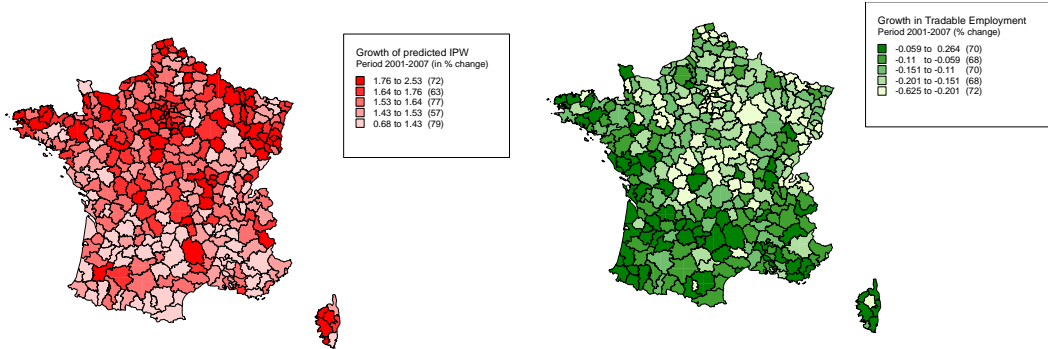 Growth of predicted IPW
Period 2001-2007 (in % change)
1.76 to 2.53 (72)
1.64 to 1.76 (63)
1.53 to 1.64 (77)
1.43 to 1.53 (57)
0.68 to 1.43 (79)
Growth in Tradable Employment
Period 2001-2007 (% change)
-0.059 to 0.264 (70)
-0.11 to -0.059 (68)
-0.151 to -0.11 (70)
-0.201 to -0.151 (68)
-0.625 to -0.201 (72)